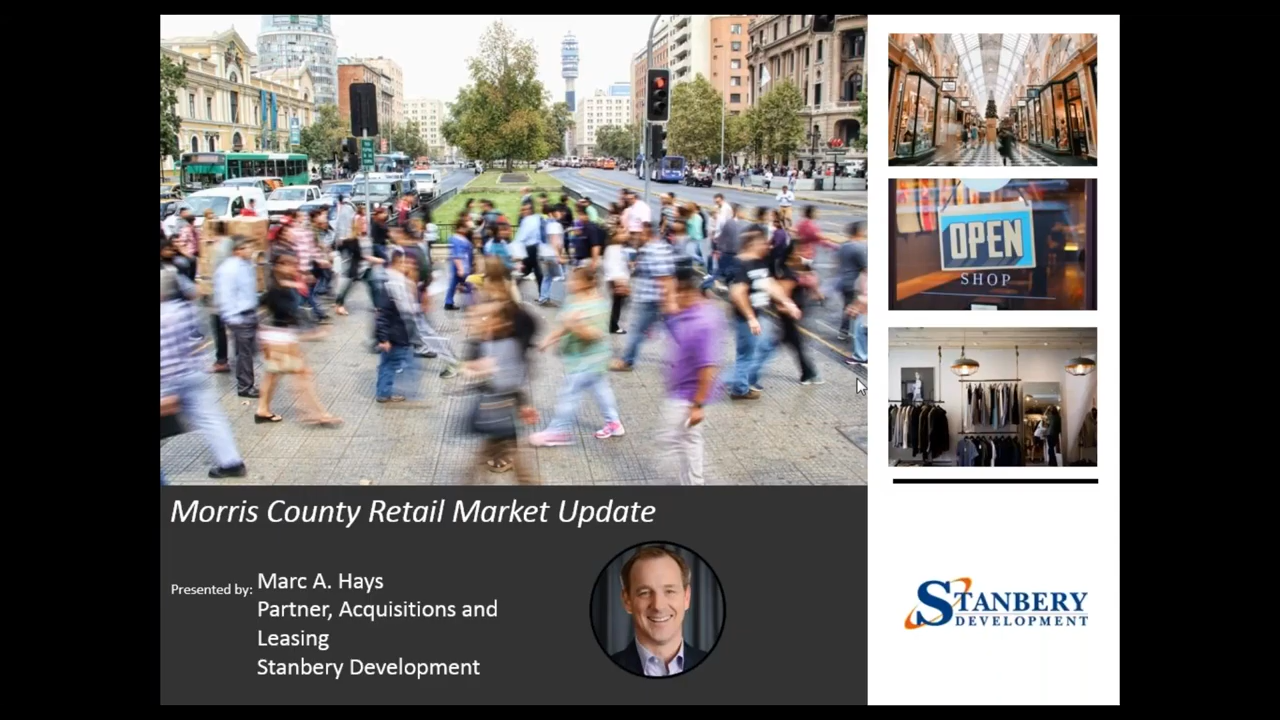 OPEN
SHOP
Morris County Retail Market Update
Presented by:
Marc A. Hays
Partner, Acquisitions and
Leasing
Stanbery Development
STANBERY
DEVELOPMENT